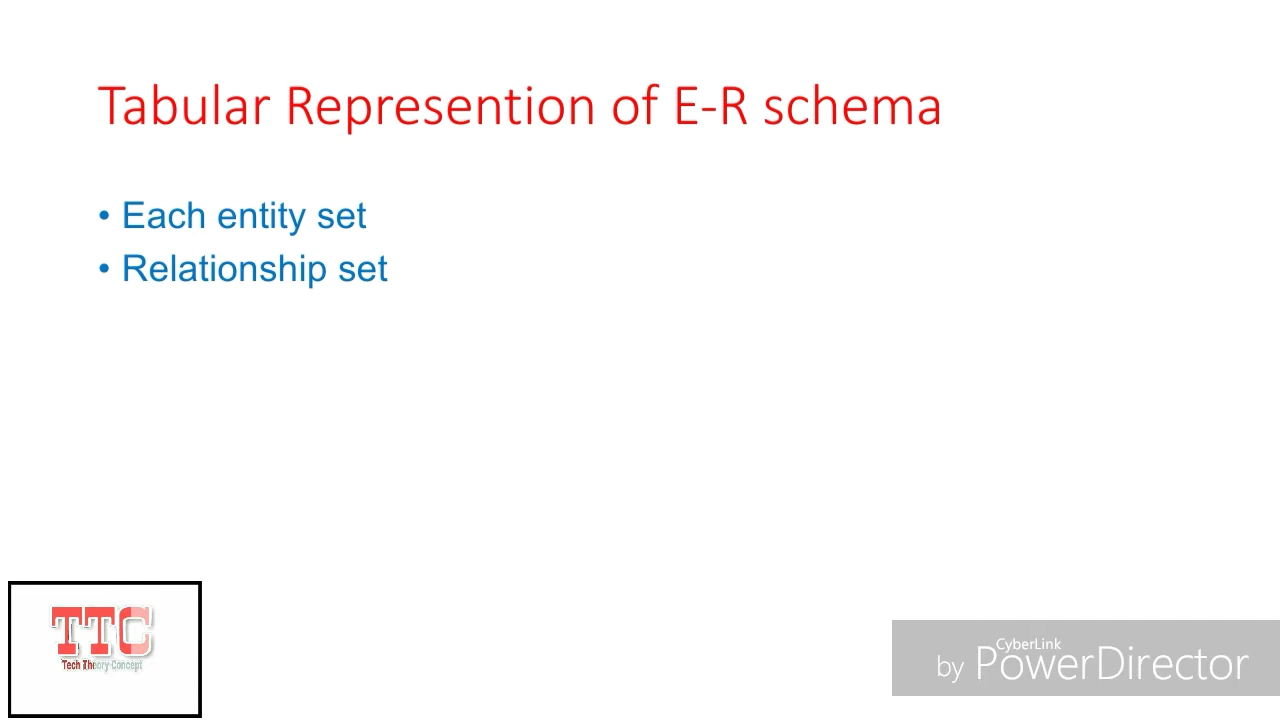 Tabular Represention of E-R schema
• Each entity set
• Relationship set
TTC
Tech Theory Concept
CyberLink
by PowerDirector